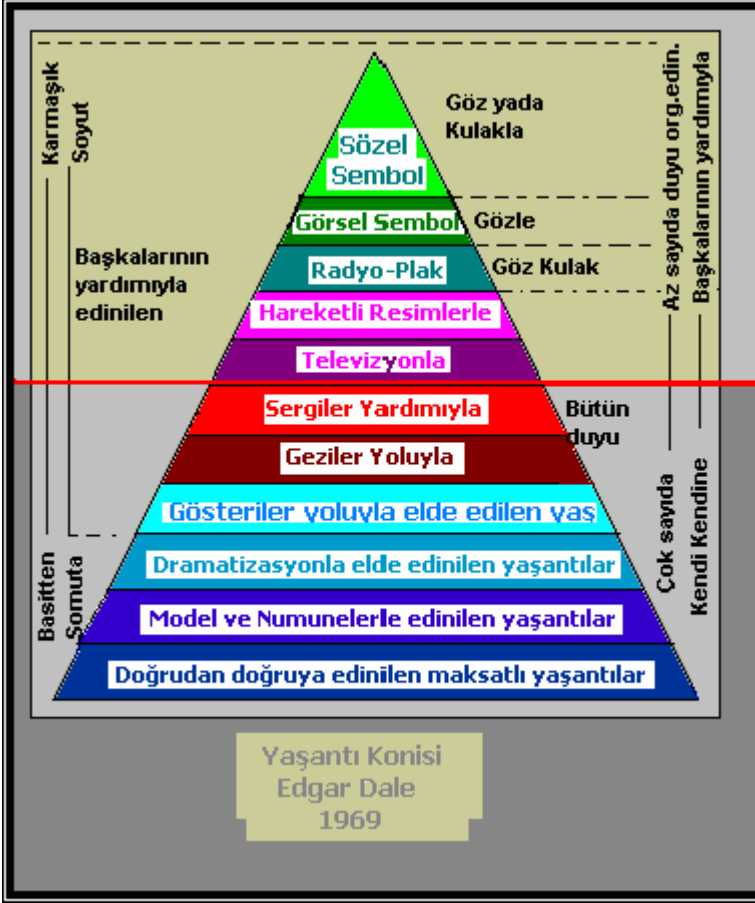 Karmaşık
Soyut
Göz yada
Kulakla
Az sayıda duyu org.edin.
Başkalarının yardımıyla
Sözel
Sembol
Görsel Sembol
Gözle
Radyo-Plak
Göz Kulak
Başkalarının
yardımıyla
edinilen
Hareketli Resimlerle
Televizyonla
Sergiler Yardımıyla
Bütün
duyu
Geziler Yoluyla
Gösteriler yoluyla elde edilen yaş
Dramatizasyonla elde edinilen yaşantılar
Model ve Numunelerle edinilen yaşantılar
Doğrudan doğruya edinilen maksatlı yaşantılar
Basitten
Somuta
Çok sayıda
Kendi Kendine
Yaşantı Konisi
Edgar Dale
1969